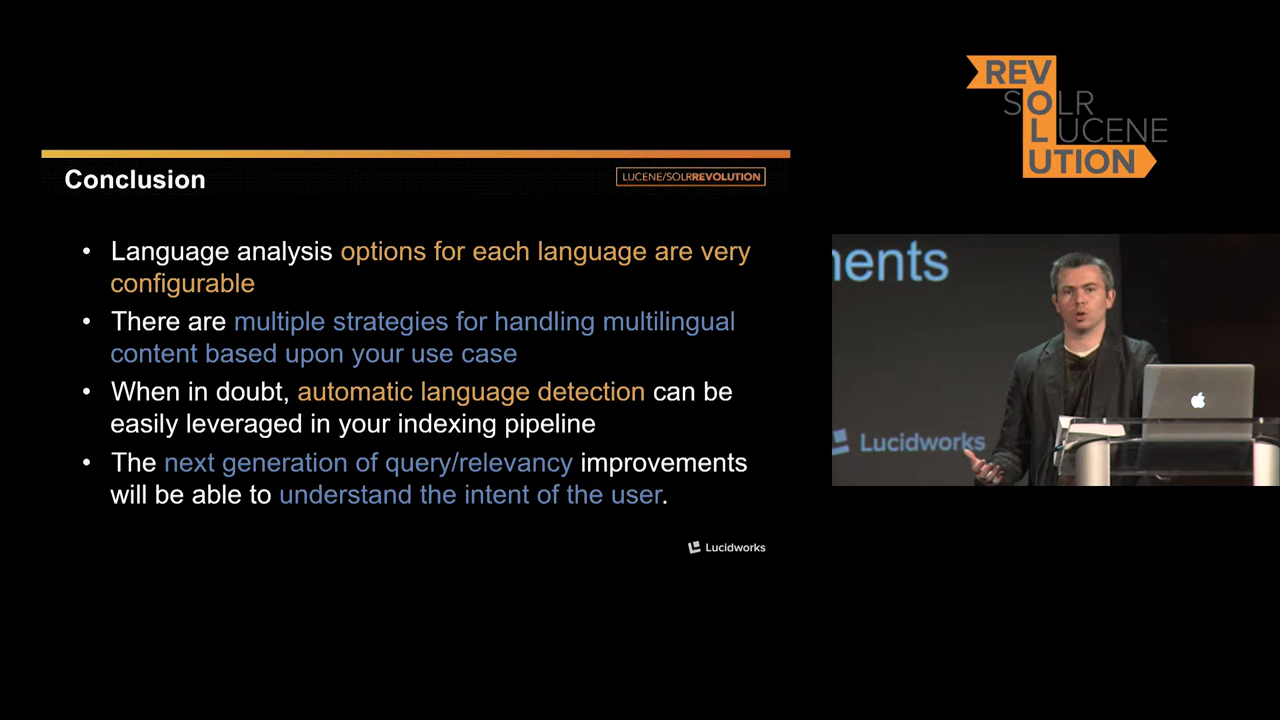 REV
SOLR
LUCENE
UTION
Conclusion
LUCENE/SOLRREVOLUTION
• Language analysis options for each language are very
configurable
• There are multiple strategies for handling multilingual
content based upon your use case
• When in doubt, automatic language detection can be
easily leveraged in your indexing pipeline
• The next generation of query/relevancy improvements
will be able to understand the intent of the user.
Lucidworks
ments
Lucidworks